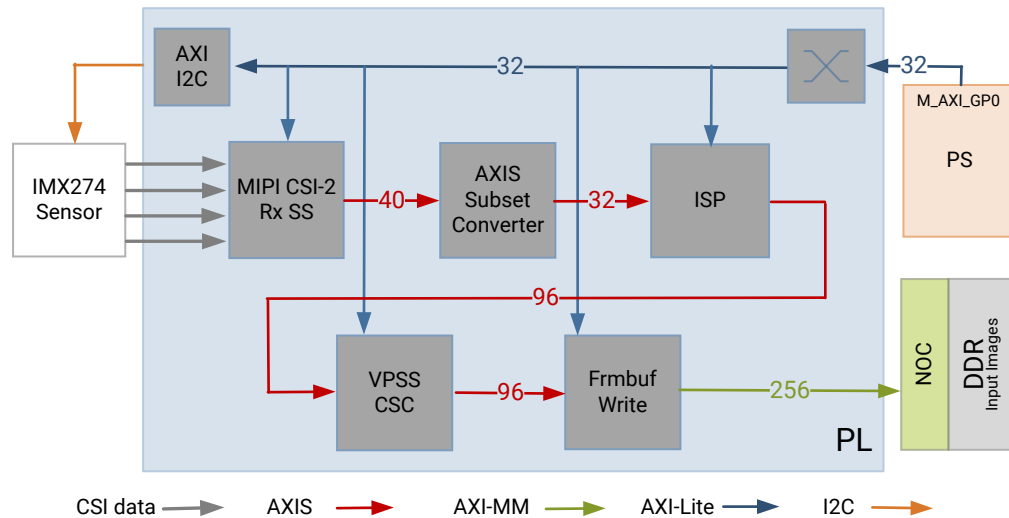 AXI
I2C
32
32
M_AXI_GP0
PS
IMX274
Sensor
MIPI CSI-2
Rx SS
40
AXIS
Subset
Converter
32
ISP
96
VPSS
CSC
96
Frmbuf
Write
256
NOC
DDR
Input Images
PL
CSI data
AXIS
AXI-MM
AXI-Lite
I2C